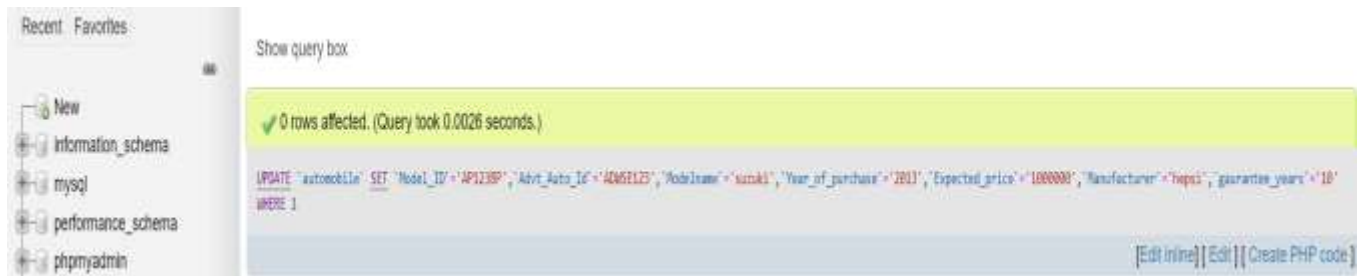 Recent Favorites
Show query box
New
information_schema
mysql
performance_schema
phpmyadmin
0 rows affected. (Query took 0.0026 seconds.)
UPDATE `automobile` SET `Model_ID`='AP123BP',`Advt_Auto_Id`='ADWSE125',`Modelname`='suzuki',`Year_of_purchase`='2013',`Expected_price`='1000000',`Manufacturer`='hepsi',`gaurantee_years`='10'
WHERE 1
[Edit inline] [ Edit ] [ Create PHP code ]